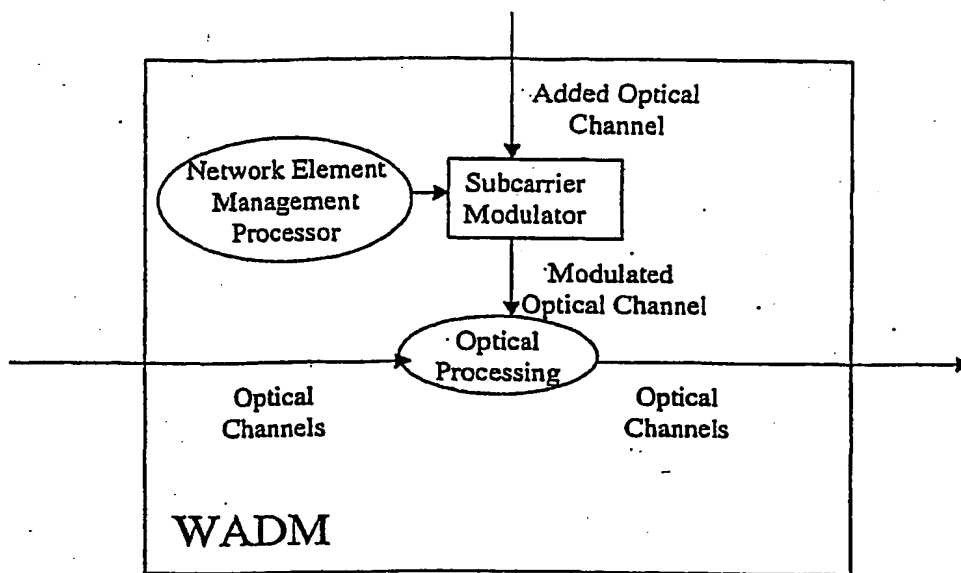 Added Optical
Channel
Network Element
Management
Processor
Subcarrier
Modulator
Modulated
Optical Channel
Optical
Processing
Optical
Channels
Optical
Channels
WADM